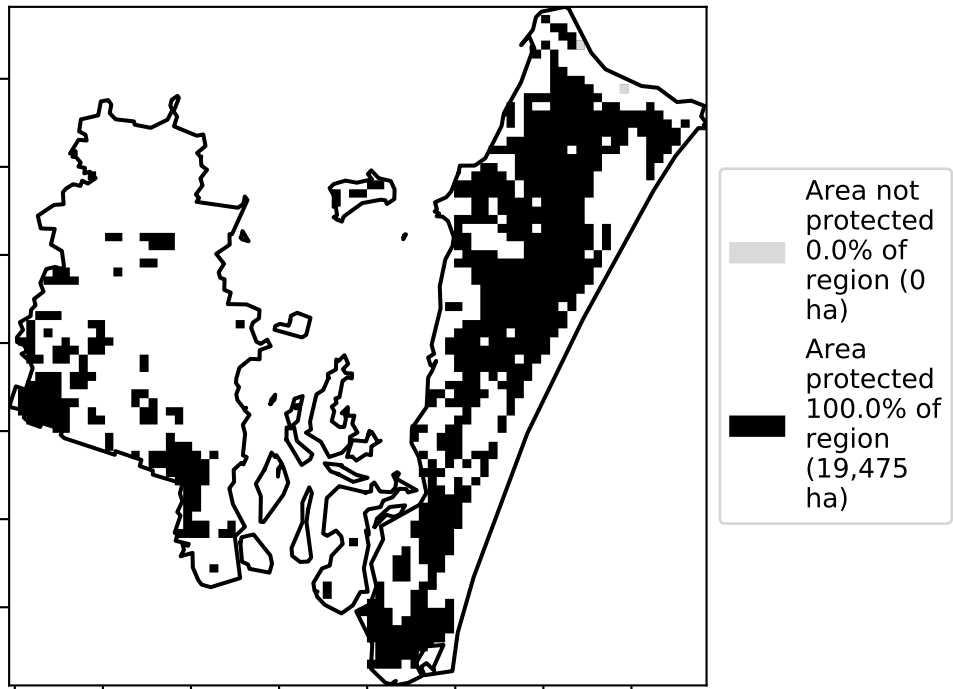 Area not
protected
0.0% of
region (0
ha)
Area
protected
100.0% of
region
(19,475
ha)